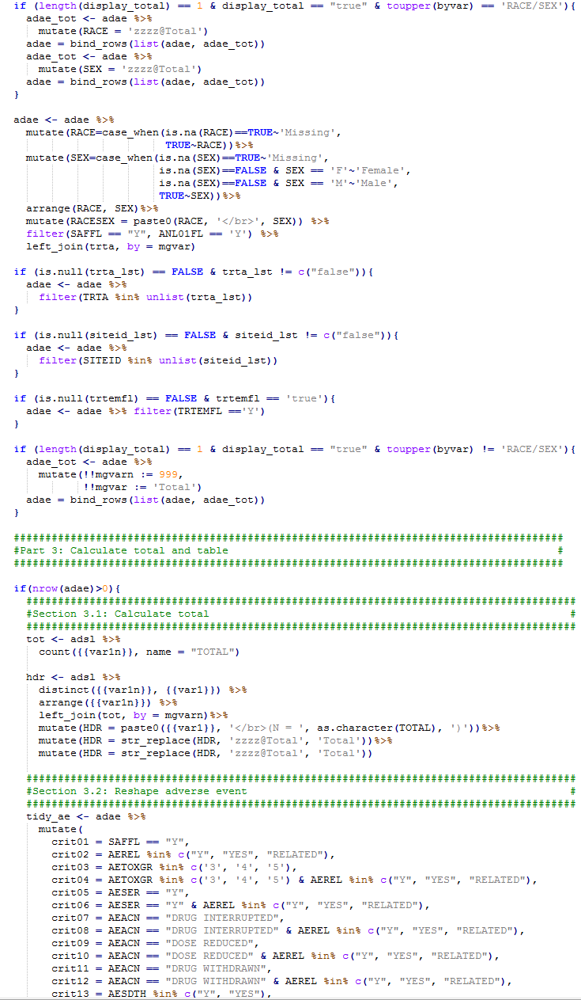 if (length(display_total) == 1 & display_total == "true" & toupper(byvar) == 'RACE/SEX'){
  adae_tot <- adae %>%
    mutate(RACE = 'zzzz@Total')
  adae = bind_rows(list(adae, adae_tot))
  adae_tot <- adae %>%
    mutate(SEX = 'zzzz@Total')
  adae = bind_rows(list(adae, adae_tot))
}

adae <- adae %>%
  mutate(RACE=case_when(is.na(RACE)==TRUE~'Missing',
                        TRUE~RACE))%>%
  mutate(SEX=case_when(is.na(SEX)==TRUE~'Missing',
                       is.na(SEX)==FALSE & SEX == 'F'~'Female',
                       is.na(SEX)==FALSE & SEX == 'M'~'Male',
                       TRUE~SEX))%>%
  arrange(RACE, SEX)%>%
  mutate(RACESEX = paste0(RACE, '</br>', SEX)) %>%
  filter(SAFFL == "Y", ANL01FL == 'Y') %>%
  left_join(trta, by = mgvar)

if (is.null(trta_lst) == FALSE & trta_lst != c("false")){
  adae <- adae %>%
    filter(TRTA %in% unlist(trta_lst))
}

if (is.null(siteid_lst) == FALSE & siteid_lst != c("false")){
  adae <- adae %>%
    filter(SITEID %in% unlist(siteid_lst))
}

if (is.null(trtemfl) == FALSE & trtemfl == 'true'){
  adae <- adae %>% filter(TRTEMFL =='Y')
}

if (length(display_total) == 1 & display_total == "true" & toupper(byvar) != 'RACE/SEX'){
  adae_tot <- adae %>%
    mutate(!!mgvarn := 999,
           !!mgvar := 'Total')
  adae = bind_rows(list(adae, adae_tot))
}

#######################################################################################
#Part 3: Calculate total and table                                                    #
#######################################################################################

if(nrow(adae)>0){
  #######################################################################################
  #Section 3.1: Calculate total                                                         #
  #######################################################################################
  tot <- adsl %>%
    count({{var1n}}, name = "TOTAL")

  hdr <- adsl %>%
    distinct({{var1n}}, {{var1}}) %>%
    arrange({{var1n}}) %>%
    left_join(tot, by = mgvarn)%>%
    mutate(HDR = paste0({{var1}}, '</br>(N = ', as.character(TOTAL), ')'))%>%
    mutate(HDR = str_replace(HDR, 'zzzz@Total', 'Total'))%>%
    mutate(HDR = str_replace(HDR, 'zzzz@Total', 'Total'))

  #######################################################################################
  #Section 3.2: Reshape adverse event                                                   #
  #######################################################################################
  tidy_ae <- adae %>%
    mutate(
      crit01 = SAFFL == "Y",
      crit02 = AEREL %in% c("Y", "YES", "RELATED"),
      crit03 = AETOXGR %in% c('3', '4', '5'),
      crit04 = AETOXGR %in% c('3', '4', '5') & AEREL %in% c("Y", "YES", "RELATED"),
      crit05 = AESER == "Y",
      crit06 = AESER == "Y" & AEREL %in% c("Y", "YES", "RELATED"),
      crit07 = AEACN == "DRUG INTERRUPTED",
      crit08 = AEACN == "DRUG INTERRUPTED" & AEREL %in% c("Y", "YES", "RELATED"),
      crit09 = AEACN == "DOSE REDUCED",
      crit10 = AEACN == "DOSE REDUCED" & AEREL %in% c("Y", "YES", "RELATED"),
      crit11 = AEACN == "DRUG WITHDRAWN",
      crit12 = AEACN == "DRUG WITHDRAWN" & AEREL %in% c("Y", "YES", "RELATED"),
      crit13 = AESDTH %in% c("Y", "YES"),